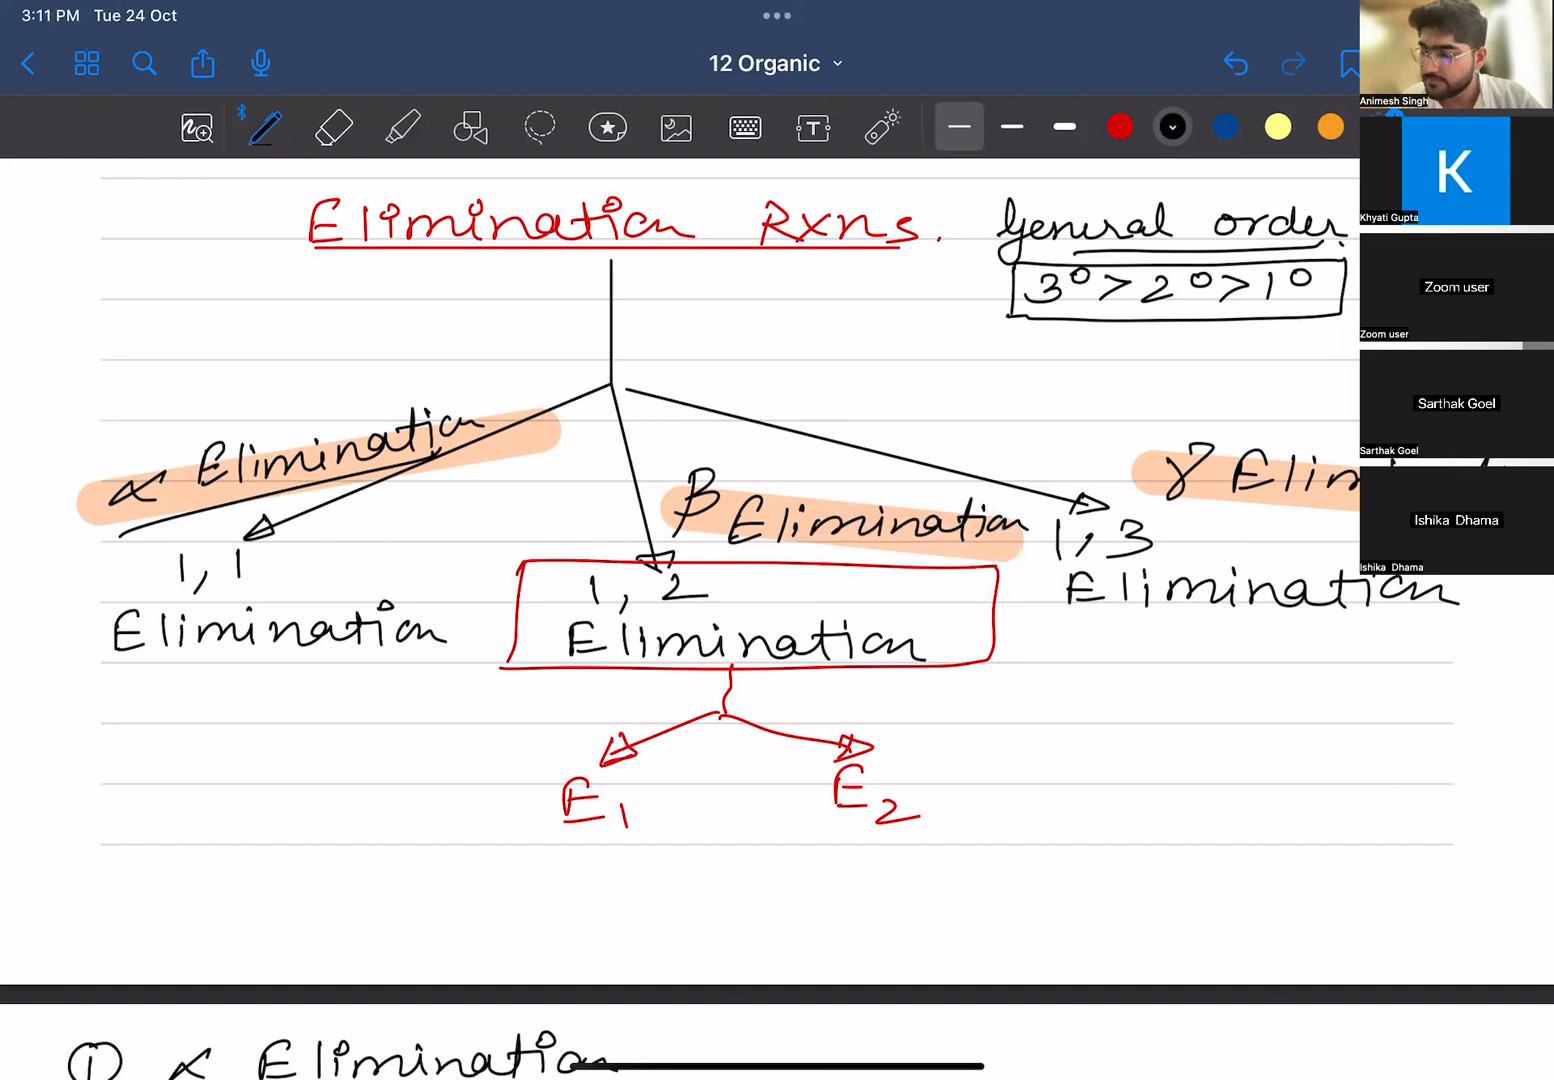 3:11 PM Tue 24 Oct
12 Organic
Animesh Singh
K
Khyati Gupta
Zoom user
Zoom user
Sarthak Goel
Sarthak Goel
Ishika Dhama
Ishika Dhama
Elimination Rxns.
General order.
3° > 2° > 1°
α Elimination
1, 1
Elimination
β Elimination
1, 2
Elimination
γ Elim
1, 3
Elimination
E1
E2
① α Elimination